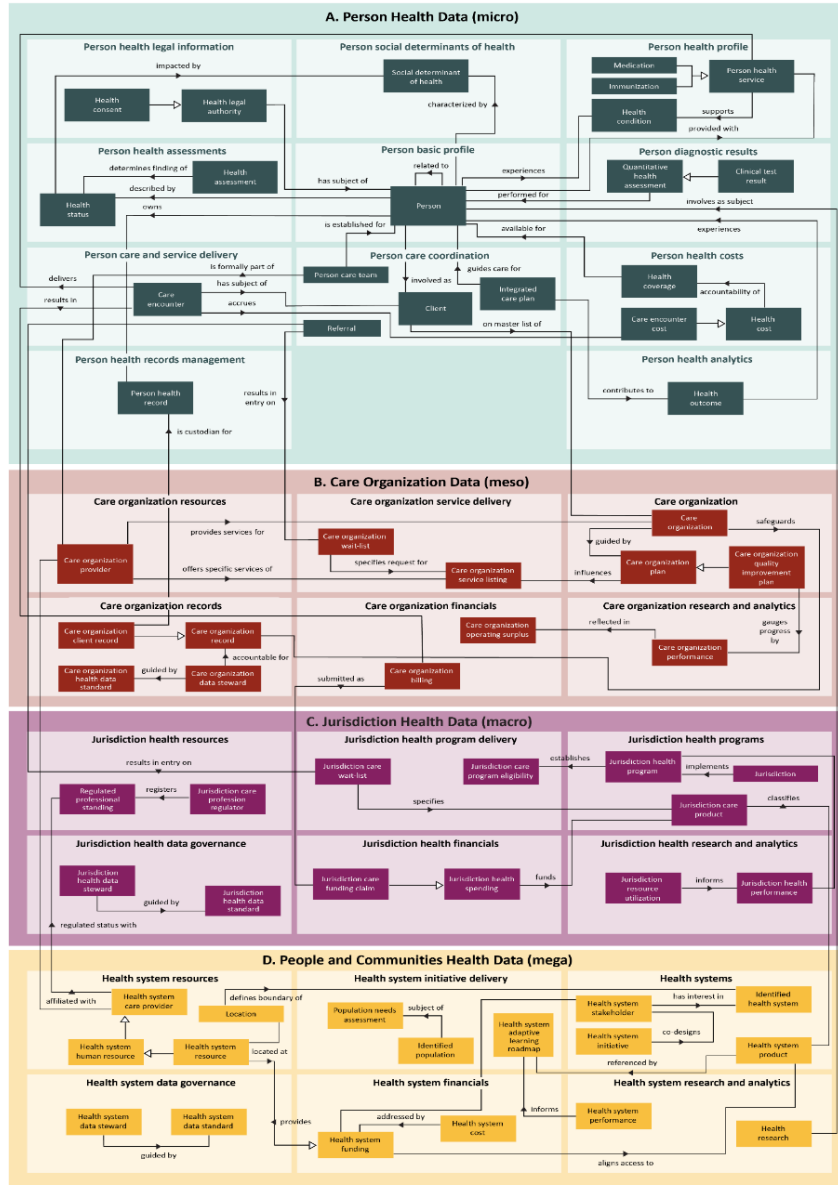 A. Person Health Data (micro)
Person health legal information
Person social determinants of health
Person health profile
impacted by
Social determinant
of health
Medication
Immunization
Person health
service
Health
consent
Health legal
authority
characterized by
Health
condition
supports
provided with
Person health assessments
Person basic profile
Person diagnostic results
determines finding of
Health
assessment
related to
experiences
Quantitative
health
assessment
Clinical test
result
described by
has subject of
performed for
Health
status
owns
Person
involves as subject
is established for
available for
experiences
Person care and service delivery
Person care coordination
Person health costs
is formally part of
Person care team
guides care for
delivers
has subject of
involved as
Integrated
care plan
Health
coverage
Care
encounter
accountability of
results in
accrues
Client
Referral
on master list of
Care encounter
cost
Health
cost
Person health records management
Person health analytics
Person health
record
results in
entry on
contributes to
Health
outcome
is custodian for
B. Care Organization Data (meso)
Care organization resources
Care organization service delivery
Care organization
provides services for
Care
organization
safeguards
Care organization
wait-list
guided
by
Care organization
provider
specifies request for
Care organization
plan
Care organization
quality
improvement
plan
offers specific services of
Care organization
service listing
influences
Care organization records
Care organization financials
Care organization research and analytics
Care organization
client record
Care organization
record
Care organization
operating surplus
reflected in
gauges
progress
by
accountable for
Care organization
performance
Care organization
health data
standard
guided by
Care organization
data steward
submitted as
Care organization
billing
C. Jurisdiction Health Data (macro)
Jurisdiction health resources
Jurisdiction health program delivery
Jurisdiction health programs
results in entry on
Jurisdiction care
wait-list
Jurisdiction care
program eligibility
establishes
Jurisdiction health
program
implements
Jurisdiction
Regulated
professional
standing
registers
Jurisdiction care
profession
regulator
specifies
Jurisdiction care
product
classifies
Jurisdiction health data governance
Jurisdiction health financials
Jurisdiction health research and analytics
Jurisdiction
health data
steward
guided by
Jurisdiction
health data
standard
Jurisdiction care
funding claim
Jurisdiction health
spending
funds
Jurisdiction
resource
utilization
informs
Jurisdiction health
performance
regulated status with
D. People and Communities Health Data (mega)
Health system resources
Health system initiative delivery
Health systems
affiliated with
Health system
care provider
defines boundary of
Location
Population needs
assessment
subject of
Health system
adaptive
learning
roadmap
Health system
stakeholder
has interest in
Identified
health system
Identified
population
Health system
initiative
co-designs
Health system
human resource
Health system
resource
located at
referenced by
Health system
product
Health system data governance
Health system financials
Health system research and analytics
Health system
data steward
Health system
data standard
guided by
provides
addressed by
Health system
cost
informs
Health system
performance
Health system
funding
aligns access to
Health
research